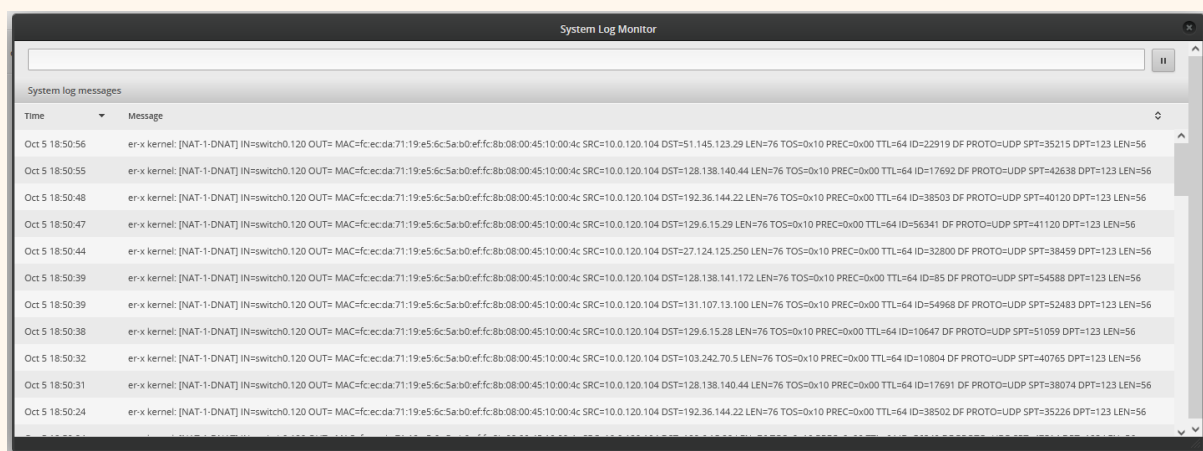 System Log Monitor
System log messages
Time Message
Oct 5 18:50:56 er-x kernel: [NAT-1-DNAT] IN=switch0.120 OUT= MAC=fc:ec:da:71:19:e5:6c:5a:b0:ef:fc:8b:08:00:45:10:00:4c SRC=10.0.120.104 DST=51.145.123.29 LEN=76 TOS=0x10 PREC=0x00 TTL=64 ID=22919 DF PROTO=UDP SPT=35215 DPT=123 LEN=56
Oct 5 18:50:55 er-x kernel: [NAT-1-DNAT] IN=switch0.120 OUT= MAC=fc:ec:da:71:19:e5:6c:5a:b0:ef:fc:8b:08:00:45:10:00:4c SRC=10.0.120.104 DST=128.138.140.44 LEN=76 TOS=0x10 PREC=0x00 TTL=64 ID=17692 DF PROTO=UDP SPT=42638 DPT=123 LEN=56
Oct 5 18:50:48 er-x kernel: [NAT-1-DNAT] IN=switch0.120 OUT= MAC=fc:ec:da:71:19:e5:6c:5a:b0:ef:fc:8b:08:00:45:10:00:4c SRC=10.0.120.104 DST=192.36.144.22 LEN=76 TOS=0x10 PREC=0x00 TTL=64 ID=38503 DF PROTO=UDP SPT=40120 DPT=123 LEN=56
Oct 5 18:50:47 er-x kernel: [NAT-1-DNAT] IN=switch0.120 OUT= MAC=fc:ec:da:71:19:e5:6c:5a:b0:ef:fc:8b:08:00:45:10:00:4c SRC=10.0.120.104 DST=129.6.15.29 LEN=76 TOS=0x10 PREC=0x00 TTL=64 ID=56341 DF PROTO=UDP SPT=41120 DPT=123 LEN=56
Oct 5 18:50:44 er-x kernel: [NAT-1-DNAT] IN=switch0.120 OUT= MAC=fc:ec:da:71:19:e5:6c:5a:b0:ef:fc:8b:08:00:45:10:00:4c SRC=10.0.120.104 DST=27.124.125.250 LEN=76 TOS=0x10 PREC=0x00 TTL=64 ID=32800 DF PROTO=UDP SPT=38459 DPT=123 LEN=56
Oct 5 18:50:39 er-x kernel: [NAT-1-DNAT] IN=switch0.120 OUT= MAC=fc:ec:da:71:19:e5:6c:5a:b0:ef:fc:8b:08:00:45:10:00:4c SRC=10.0.120.104 DST=128.138.141.172 LEN=76 TOS=0x10 PREC=0x00 TTL=64 ID=85 DF PROTO=UDP SPT=54588 DPT=123 LEN=56
Oct 5 18:50:39 er-x kernel: [NAT-1-DNAT] IN=switch0.120 OUT= MAC=fc:ec:da:71:19:e5:6c:5a:b0:ef:fc:8b:08:00:45:10:00:4c SRC=10.0.120.104 DST=131.107.13.100 LEN=76 TOS=0x10 PREC=0x00 TTL=64 ID=54968 DF PROTO=UDP SPT=52483 DPT=123 LEN=56
Oct 5 18:50:38 er-x kernel: [NAT-1-DNAT] IN=switch0.120 OUT= MAC=fc:ec:da:71:19:e5:6c:5a:b0:ef:fc:8b:08:00:45:10:00:4c SRC=10.0.120.104 DST=129.6.15.28 LEN=76 TOS=0x10 PREC=0x00 TTL=64 ID=10647 DF PROTO=UDP SPT=51059 DPT=123 LEN=56
Oct 5 18:50:32 er-x kernel: [NAT-1-DNAT] IN=switch0.120 OUT= MAC=fc:ec:da:71:19:e5:6c:5a:b0:ef:fc:8b:08:00:45:10:00:4c SRC=10.0.120.104 DST=103.242.70.5 LEN=76 TOS=0x10 PREC=0x00 TTL=64 ID=10804 DF PROTO=UDP SPT=40765 DPT=123 LEN=56
Oct 5 18:50:31 er-x kernel: [NAT-1-DNAT] IN=switch0.120 OUT= MAC=fc:ec:da:71:19:e5:6c:5a:b0:ef:fc:8b:08:00:45:10:00:4c SRC=10.0.120.104 DST=128.138.140.44 LEN=76 TOS=0x10 PREC=0x00 TTL=64 ID=17691 DF PROTO=UDP SPT=38074 DPT=123 LEN=56
Oct 5 18:50:24 er-x kernel: [NAT-1-DNAT] IN=switch0.120 OUT= MAC=fc:ec:da:71:19:e5:6c:5a:b0:ef:fc:8b:08:00:45:10:00:4c SRC=10.0.120.104 DST=192.36.144.22 LEN=76 TOS=0x10 PREC=0x00 TTL=64 ID=38502 DF PROTO=UDP SPT=35226 DPT=123 LEN=56